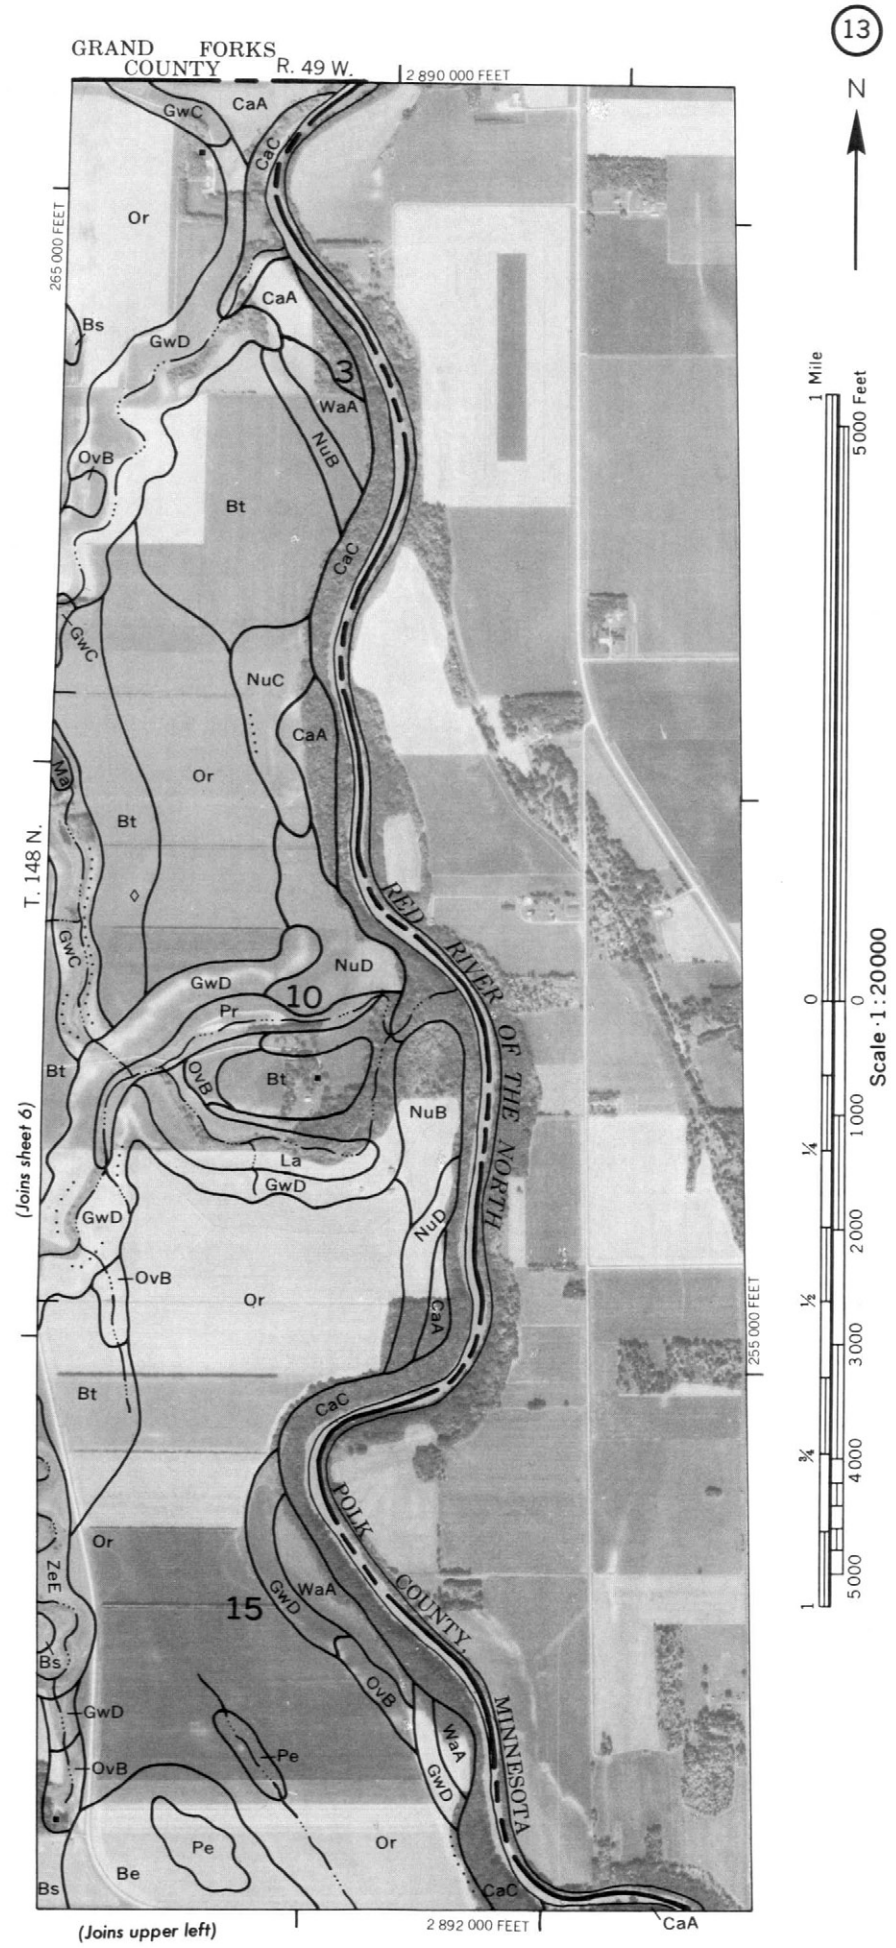 13
GRAND FORKS
COUNTY
R. 49 W.
2 890 000 FEET
N
GwC
CaA
CaC
Or
265 000 FEET
CaA
Bs
GwD
3
WaA
1 Mile
5 000 Feet
OvB
NuB
Bt
CaC
GwC
NuC
CaA
Ma
Or
Bt
T. 148 N.
RED RIVER OF THE NORTH
GwC
GwD
NuD
10
Pr
0
0
Scale · 1 : 20 000
Bt
OvB
Bt
NuB
1000
(Joins sheet 6)
La
GwD
1/4
GwD
NuD
2000
OvB
Or
CaA
1/2
255 000 FEET
3000
Bt
CaC
3/4
4000
POLK COUNTY, MINNESOTA
Or
ZeE
GwD
WaA
15
1
5000
Bs
OvB
GwD
WaA
Pe
OvB
GwD
Pe
Or
Be
Bs
CaC
(Joins upper left)
2 892 000 FEET
CaA